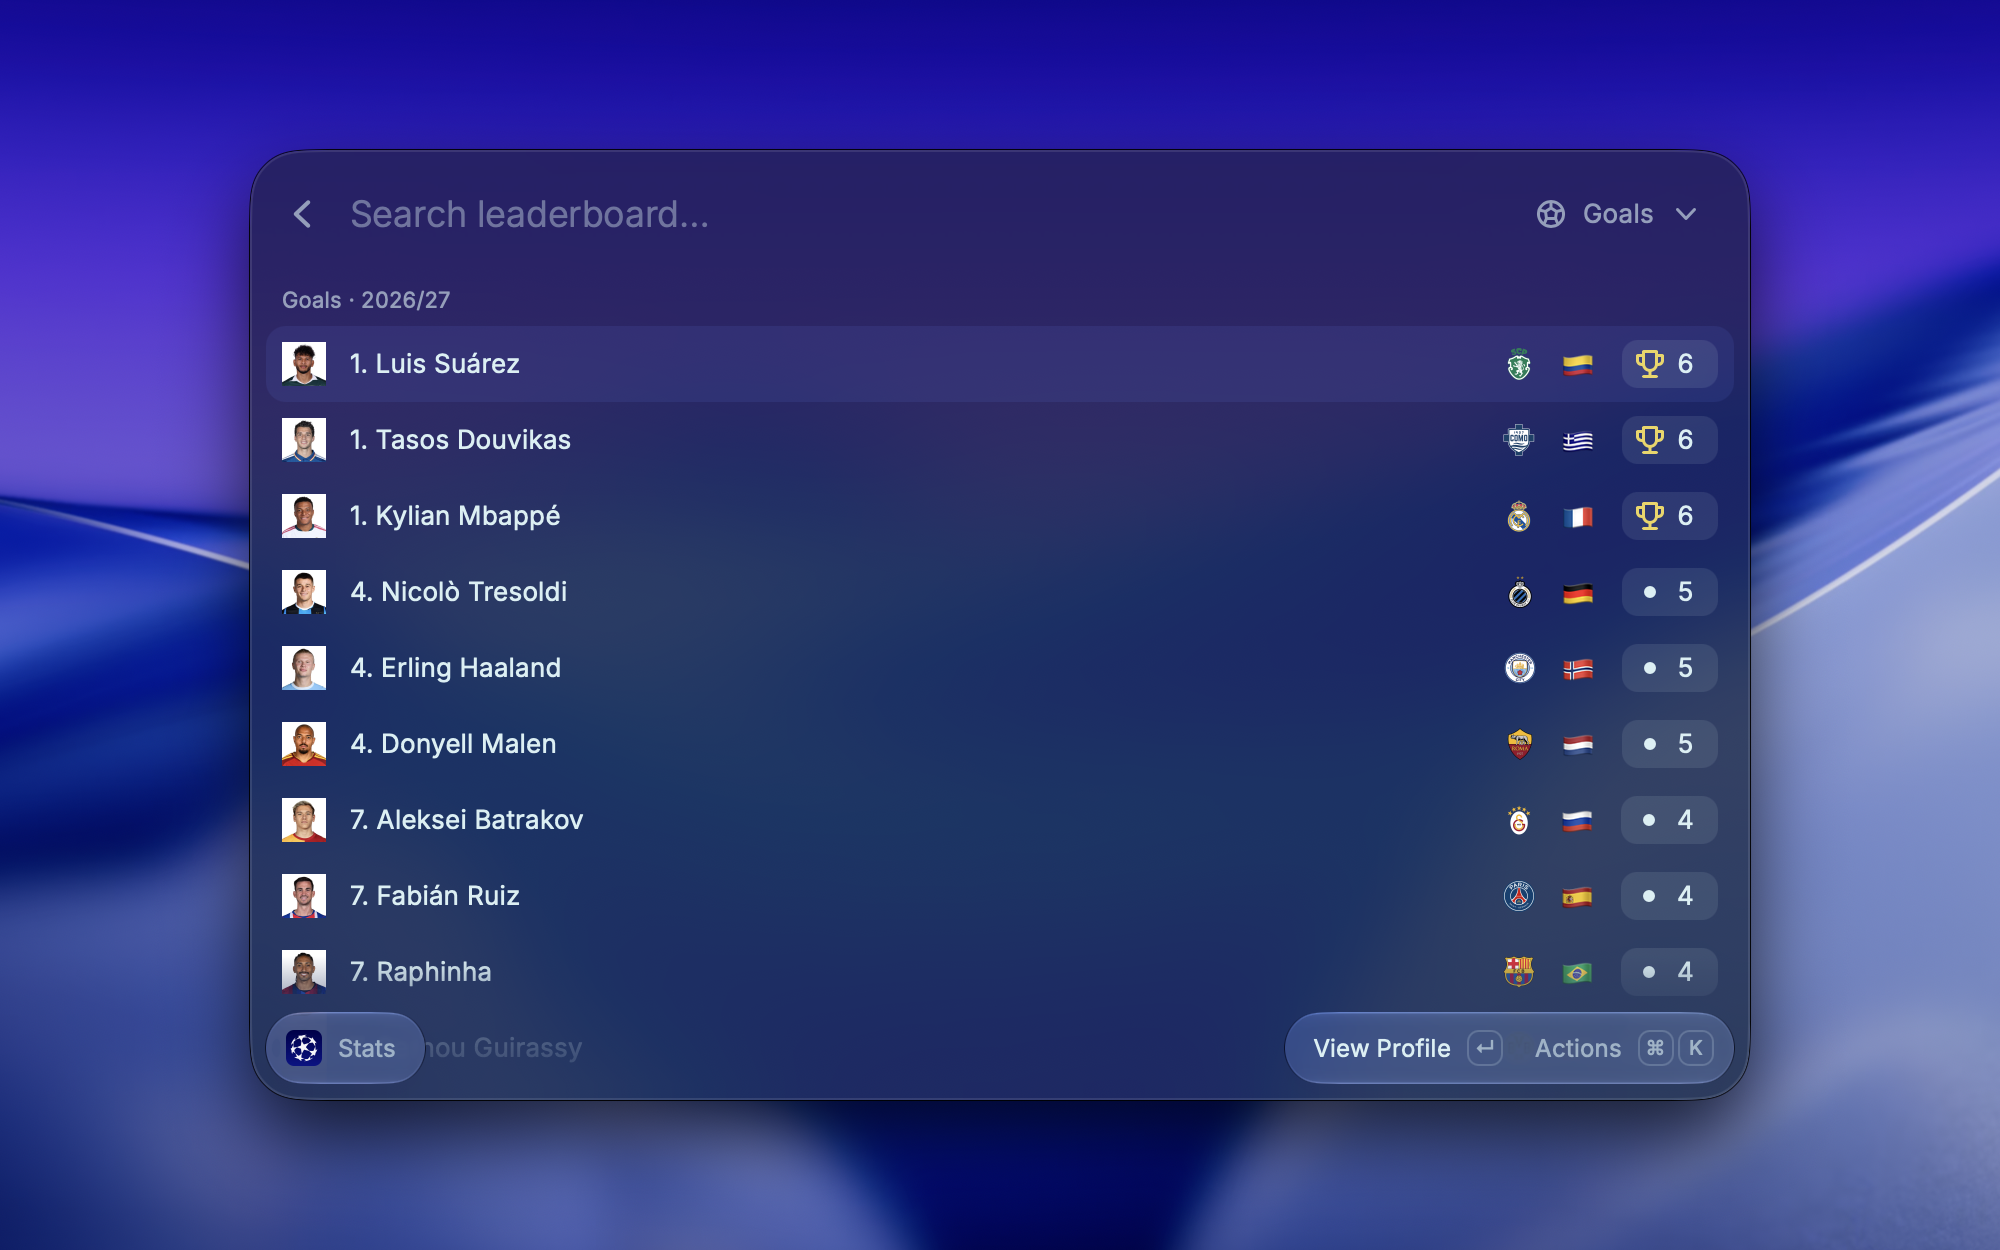 Search leaderboard...
Goals
Goals · 2026/27
1. Luis Suárez 6
1. Tasos Douvikas 6
1. Kylian Mbappé 6
4. Nicolò Tresoldi 5
4. Erling Haaland 5
4. Donyell Malen 5
7. Aleksei Batrakov 4
7. Fabián Ruiz 4
7. Raphinha 4
Stats
Guirassy
View Profile Actions ⌘ K